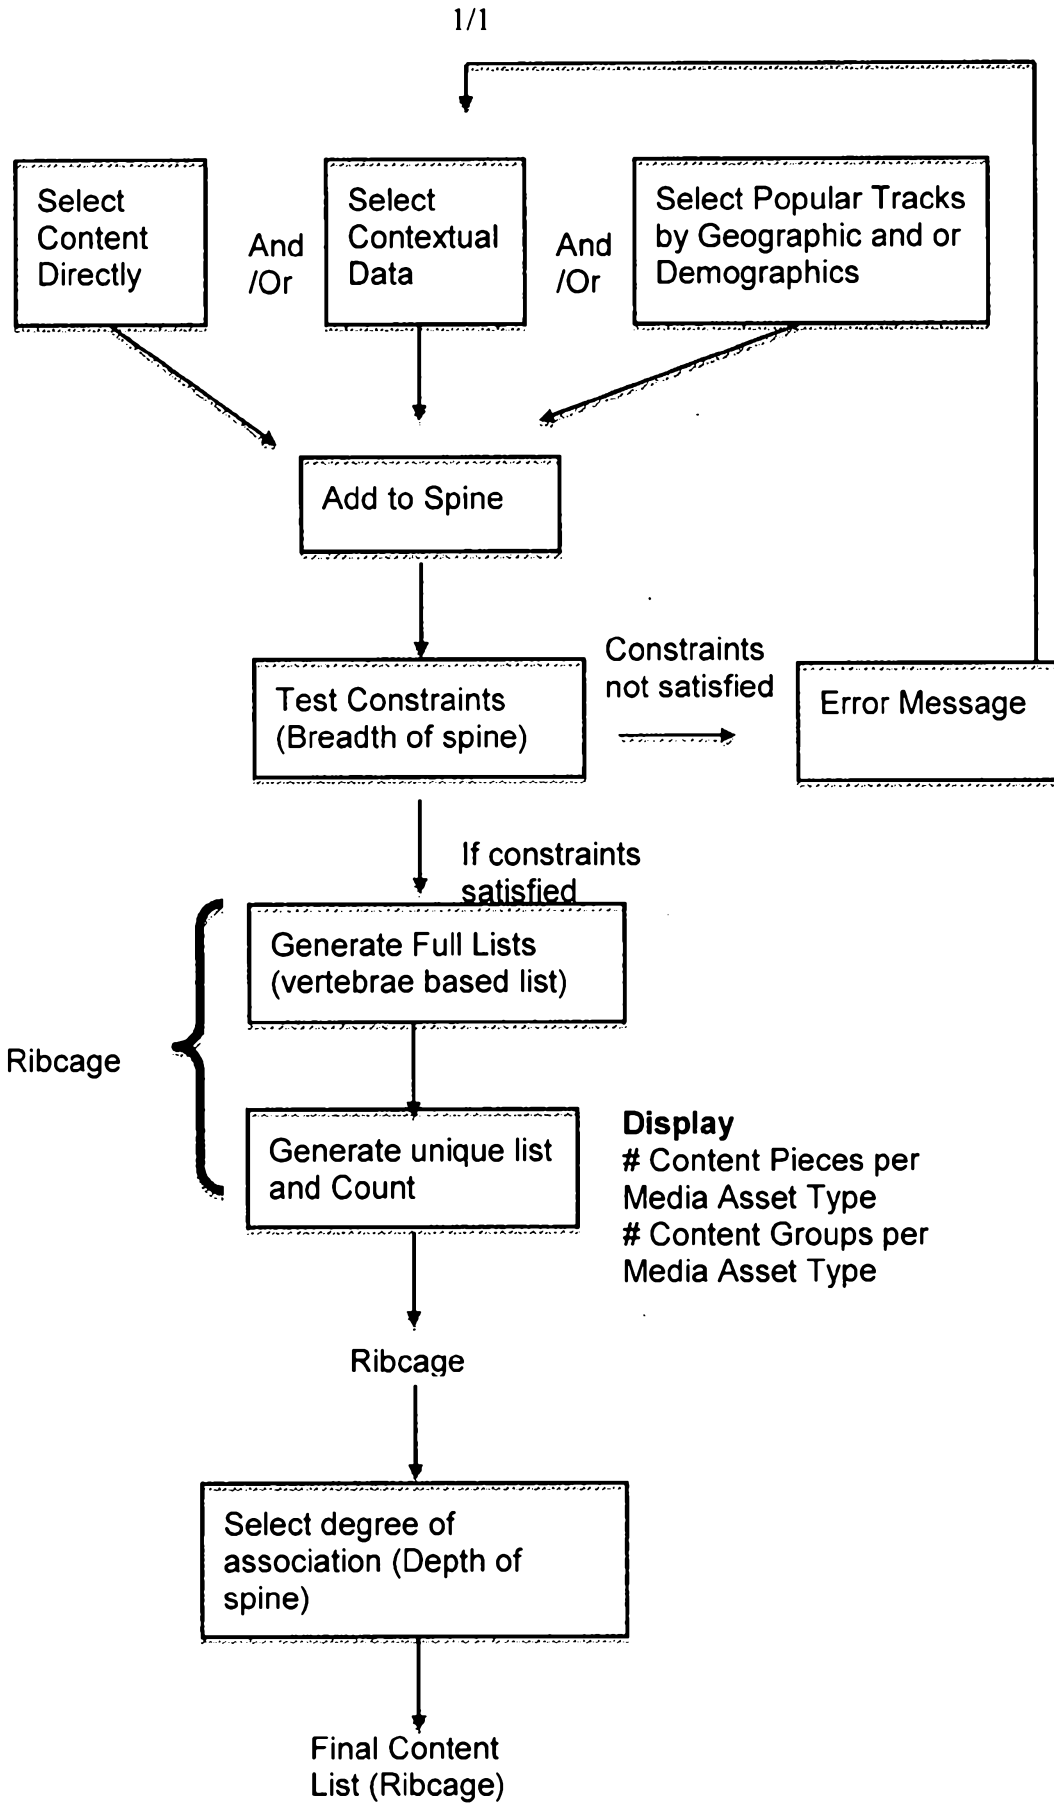 1/1
Select
Content
Directly
And
/Or
Select
Contextual
Data
And
/Or
Select Popular Tracks
by Geographic and or
Demographics
Add to Spine
Test Constraints
(Breadth of spine)
Constraints
not satisfied
Error Message
If constraints
satisfied
Generate Full Lists
(vertebrae based list)
Ribcage
Generate unique list
and Count
Display
# Content Pieces per
Media Asset Type
# Content Groups per
Media Asset Type
Ribcage
Select degree of
association (Depth of
spine)
Final Content
List (Ribcage)